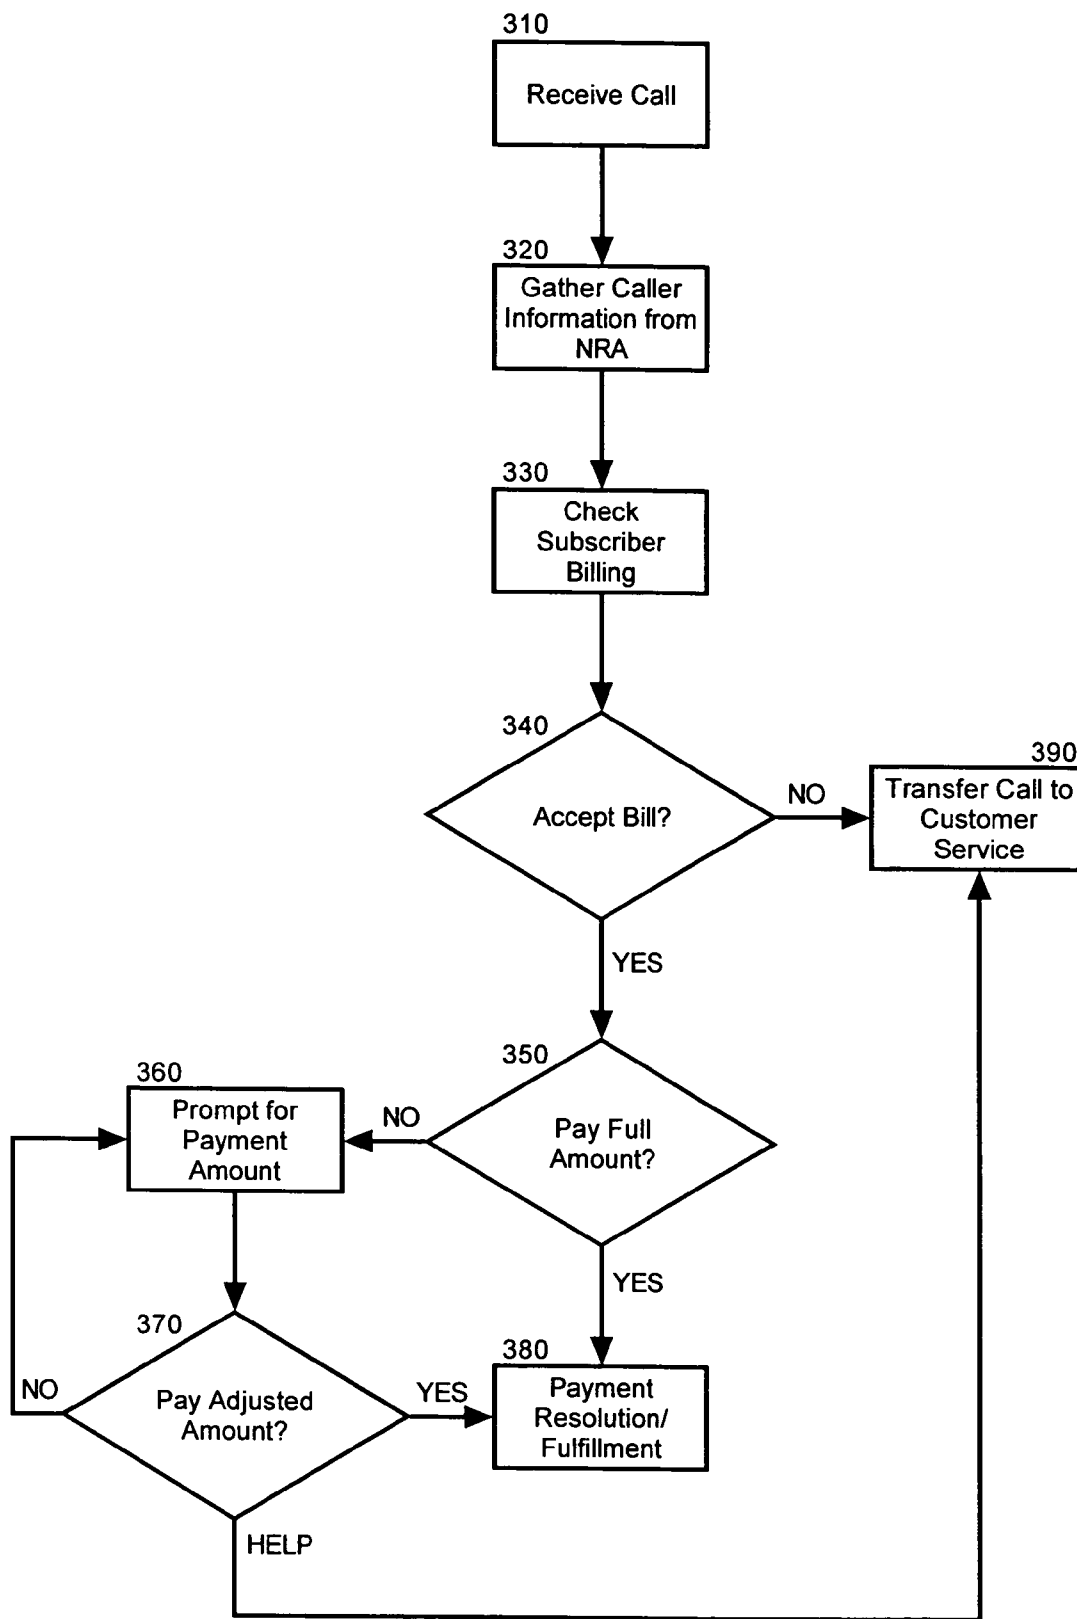 310
Receive Call
320
Gather Caller
Information from
NRA
330
Check
Subscriber
Billing
340
Accept Bill?
NO
390
Transfer Call to
Customer
Service
YES
350
Pay Full
Amount?
NO
360
Prompt for
Payment
Amount
YES
370
Pay Adjusted
Amount?
NO
YES
380
Payment
Resolution/
Fulfillment
HELP